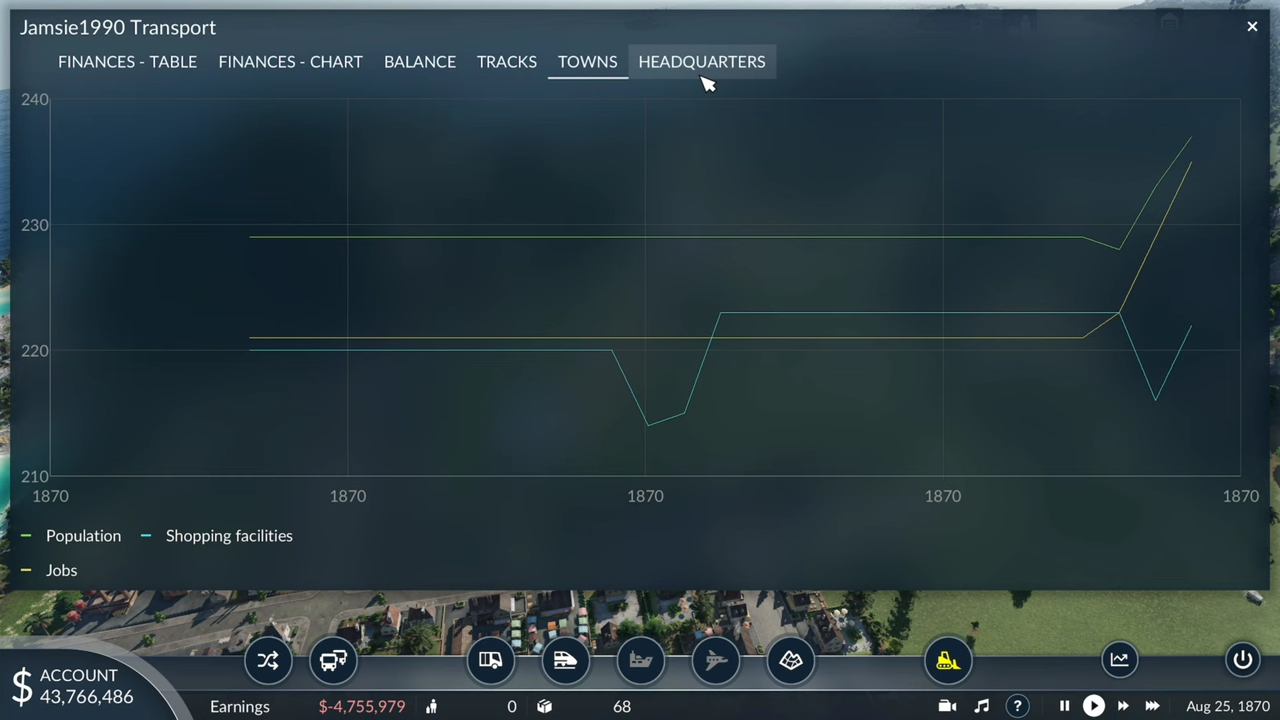 Jamsie1990 Transport
FINANCES - TABLE FINANCES - CHART BALANCE TRACKS TOWNS HEADQUARTERS
240
230
220
210
1870 1870 1870 1870 1870
Population Shopping facilities
Jobs
$ ACCOUNT
43,766,486
Earnings $-4,755,979 0 68 ? Aug 25, 1870